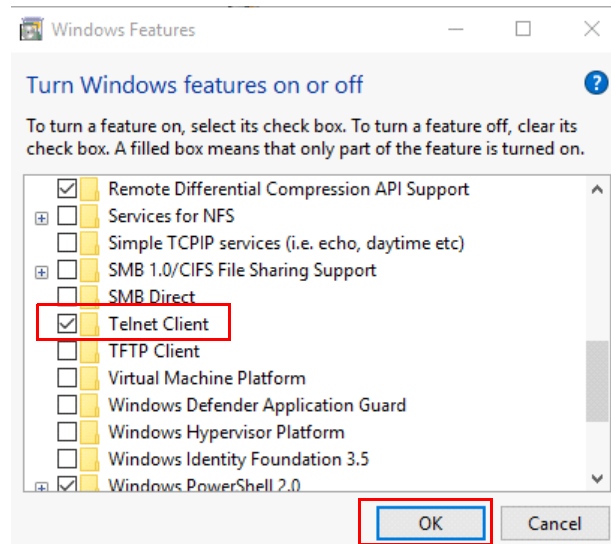 Windows Features
Turn Windows features on or off
?
To turn a feature on, select its check box. To turn a feature off, clear its
check box. A filled box means that only part of the feature is turned on.
Remote Differential Compression API Support
Services for NFS
Simple TCPIP services (i.e. echo, daytime etc)
SMB 1.0/CIFS File Sharing Support
SMB Direct
Telnet Client
TFTP Client
Virtual Machine Platform
Windows Defender Application Guard
Windows Hypervisor Platform
Windows Identity Foundation 3.5
Windows PowerShell 2.0
OK
Cancel